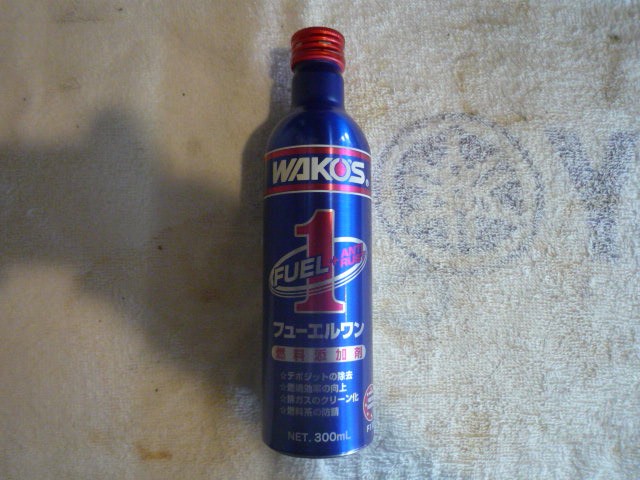 WAKO'S®
1
FUEL
ANTI RUST
フューエルワン
燃料添加剤
☆デポジットの除去
☆燃焼効率の向上
☆排ガスのクリーン化
☆燃料系の防錆
NET. 300mL
Y